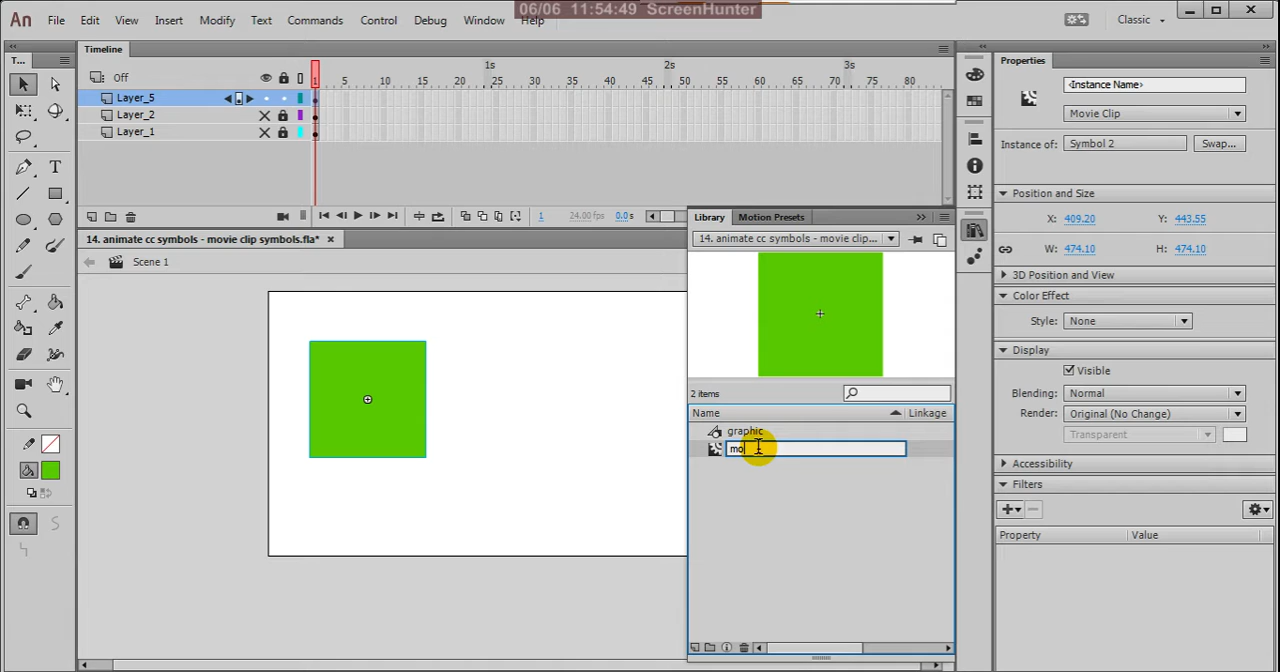 06/06 11:54:49 ScreenHunter
An File Edit View Insert Modify Text Commands Control Debug Window Help Classic
T... Timeline Properties
1s 2s 3s
Off 1 5 10 15 20 25 30 35 40 45 50 55 60 65 70 75 80
<Instance Name>
Layer_5
Movie Clip
Layer_2
Layer_1
Instance of: Symbol 2 Swap...
Position and Size
1 24.00 fps 0.0 s
Library Motion Presets
X: 409.20 Y: 443.55
14. animate cc symbols - movie clip symbols.fla*
14. animate cc symbols - movie clip...
W: 474.10 H: 474.10
Scene 1
3D Position and View
Color Effect
Style: None
Display
Visible
2 items
Blending: Normal
Name Linkage
Render: Original (No Change)
graphic
Transparent
mo
Accessibility
Filters
Property Value